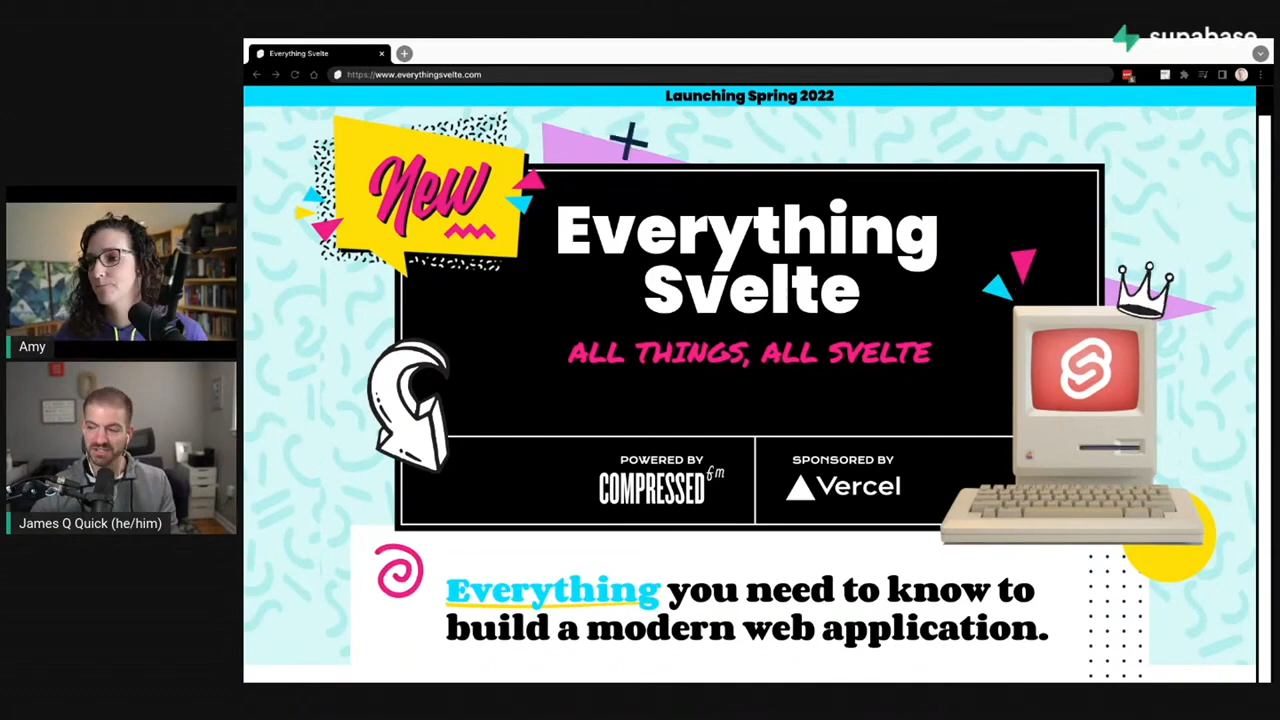 supabase
Everything Svelte
https://www.everythingsvelte.com
Launching Spring 2022
New
Everything
Svelte
ALL THINGS, ALL SVELTE
POWERED BY
COMPRESSED fm
SPONSORED BY
Vercel
Everything you need to know to
build a modern web application.
Amy
James Q Quick (he/him)